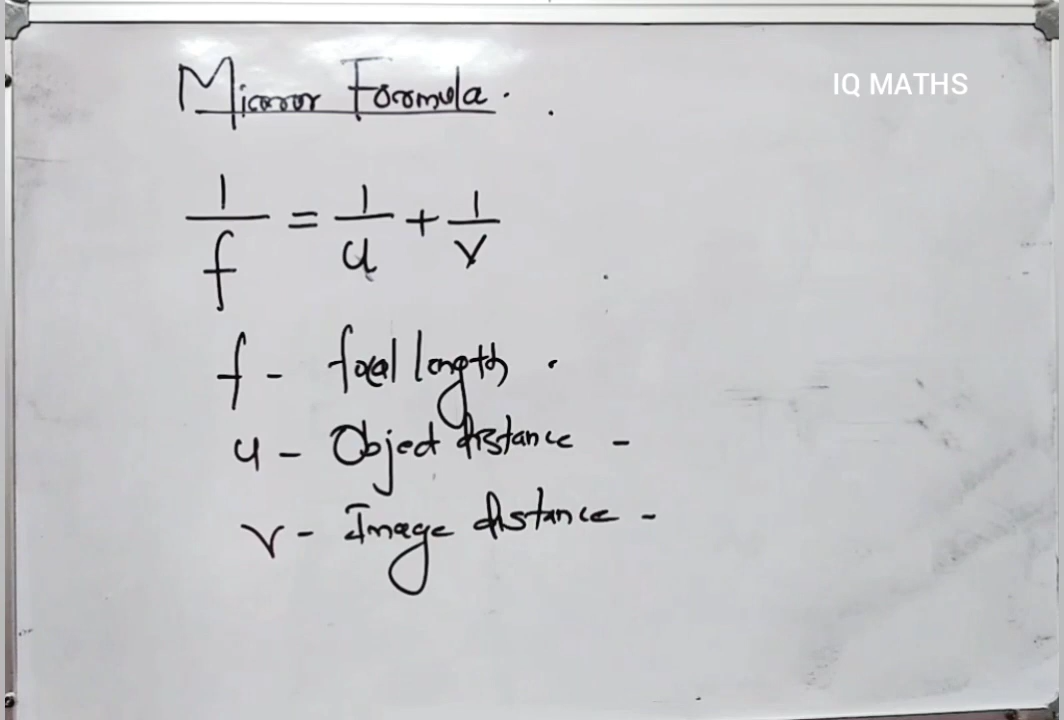 Mirror Formula.
IQ MATHS
1/f = 1/u + 1/v
f - focal length .
u - Object distance -
v - Image distance -